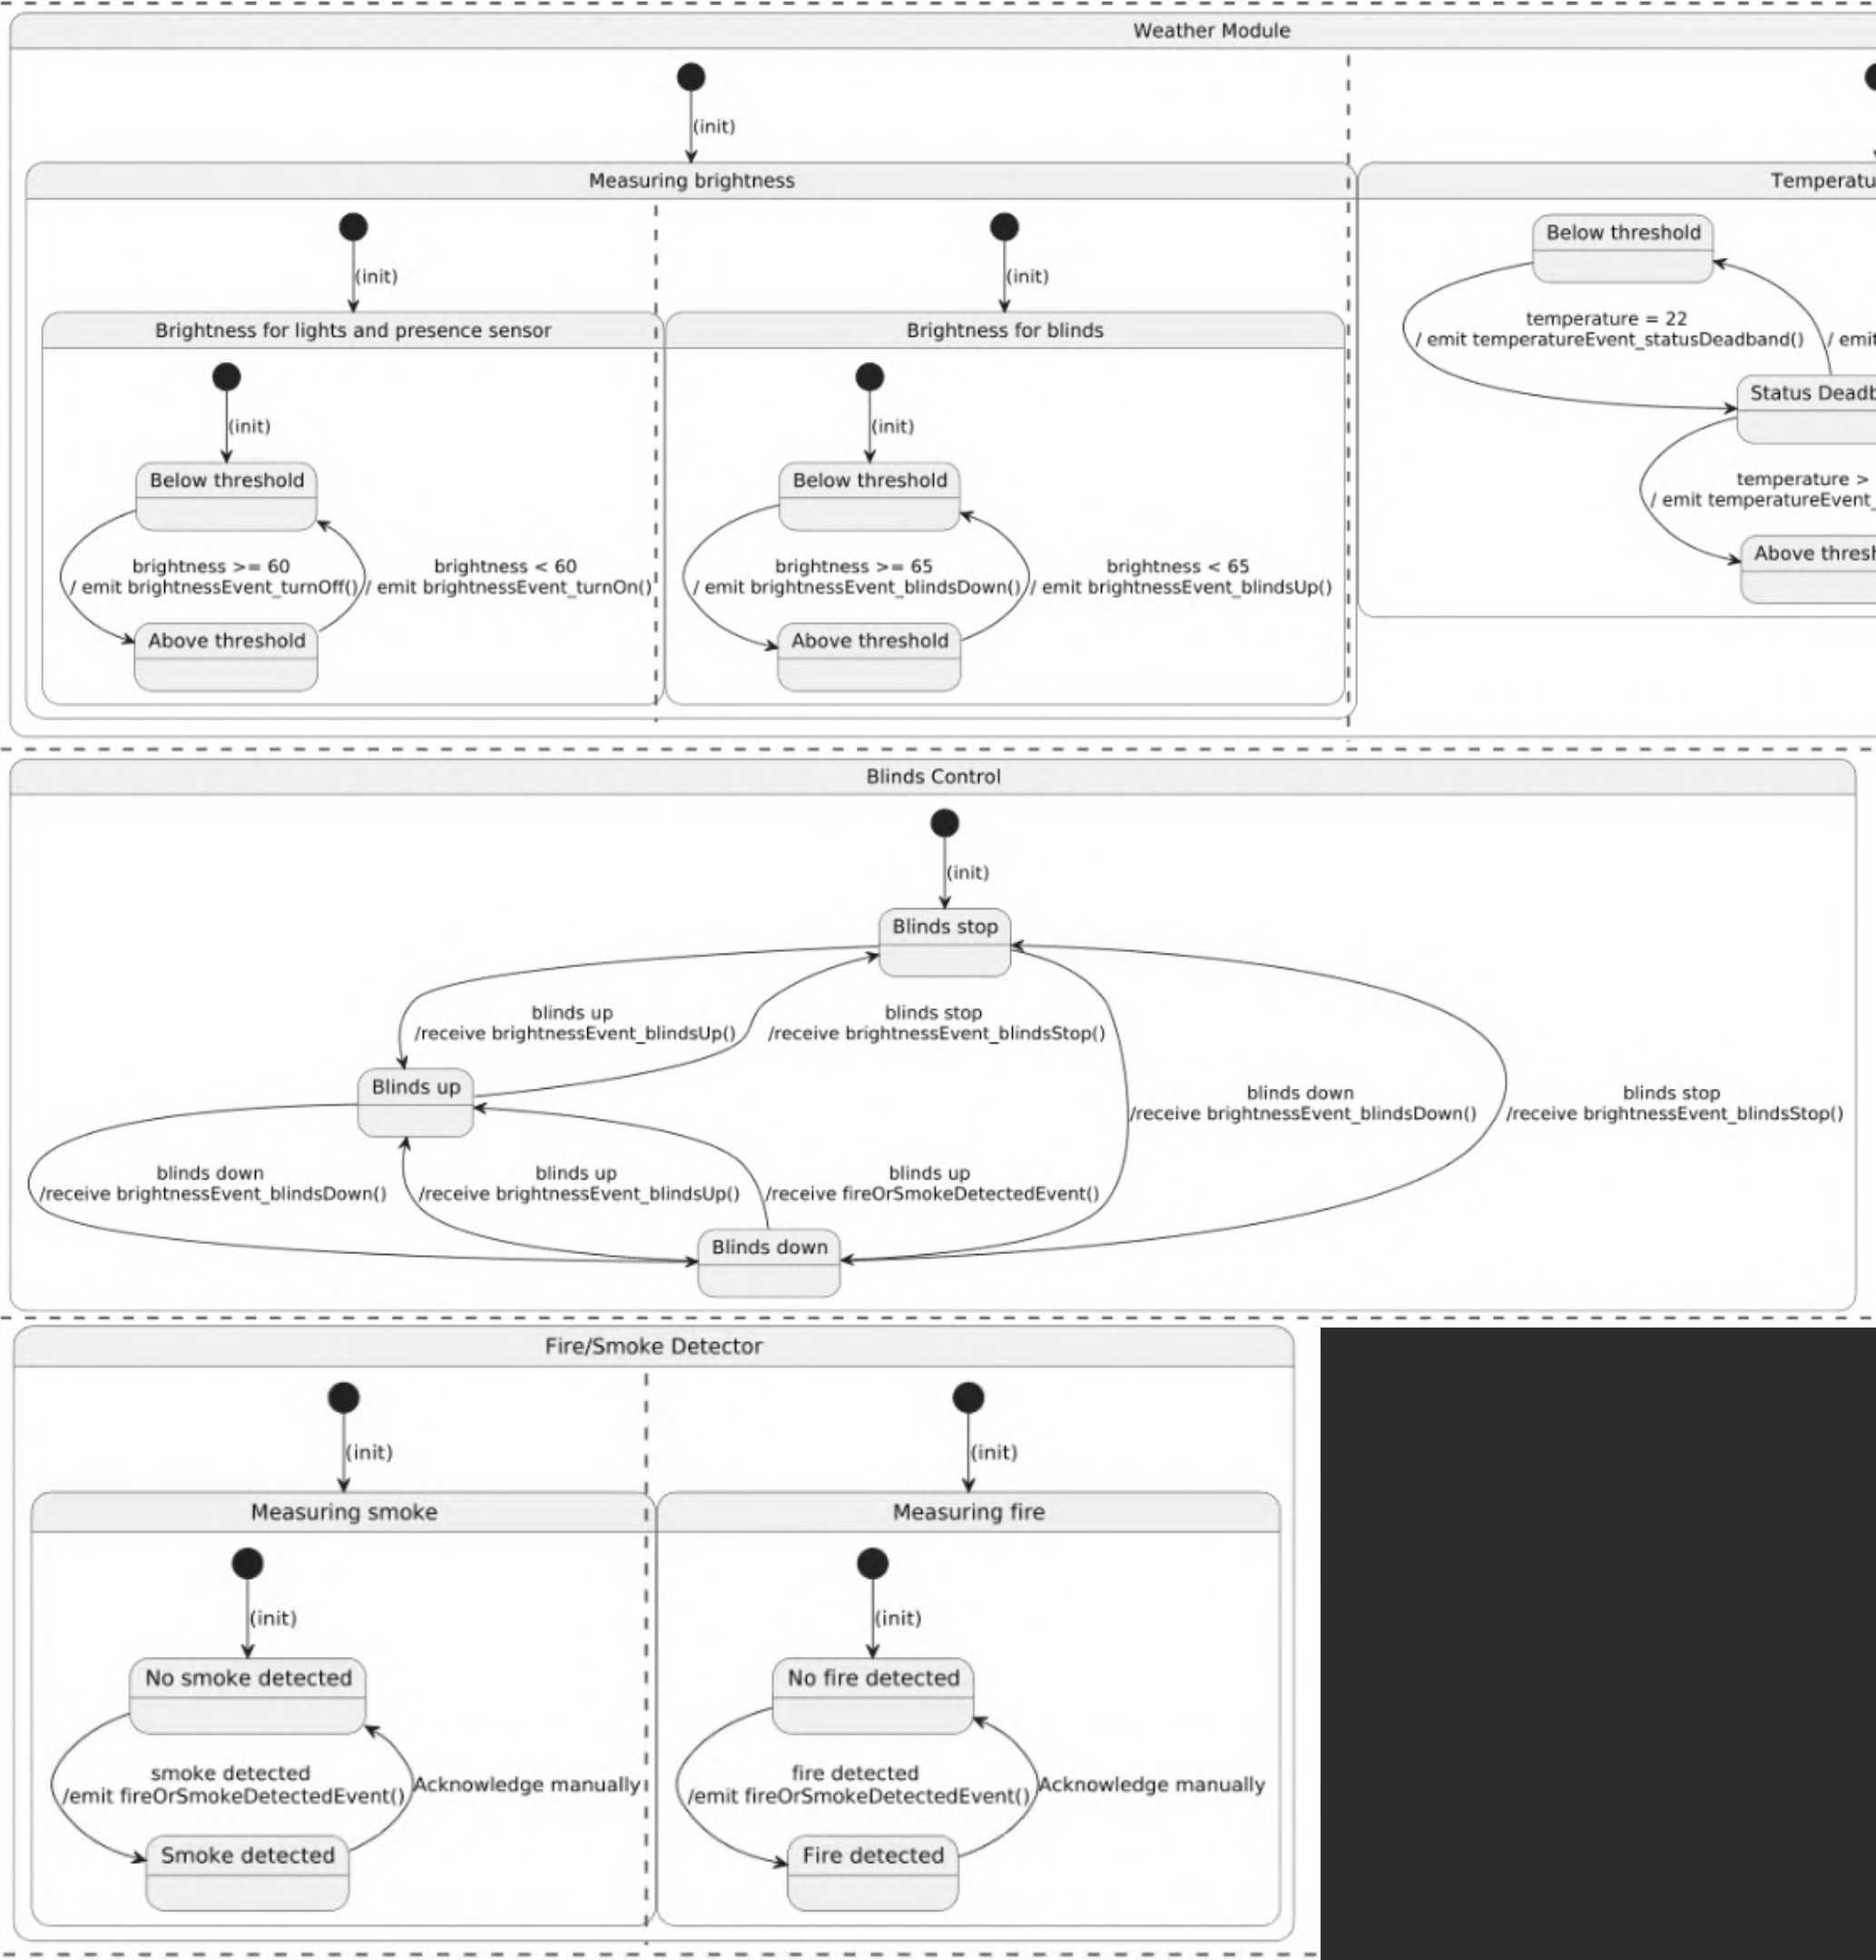 Weather Module
(init)
Measuring brightness
(init)
(init)
Brightness for lights and presence sensor
Brightness for blinds
(init)
(init)
Below threshold
Below threshold
brightness >= 60
/ emit brightnessEvent_turnOff()
brightness < 60
/ emit brightnessEvent_turnOn()
brightness >= 65
/ emit brightnessEvent_blindsDown()
brightness < 65
/ emit brightnessEvent_blindsUp()
Above threshold
Above threshold
Temperatu
Below threshold
temperature = 22
/ emit temperatureEvent_statusDeadband()
/ emit
Status Deadb
temperature >
/ emit temperatureEvent_
Above thresh
Blinds Control
(init)
Blinds stop
blinds up
/receive brightnessEvent_blindsUp()
blinds stop
/receive brightnessEvent_blindsStop()
Blinds up
blinds down
/receive brightnessEvent_blindsDown()
blinds stop
/receive brightnessEvent_blindsStop()
blinds down
/receive brightnessEvent_blindsDown()
blinds up
/receive brightnessEvent_blindsUp()
blinds up
/receive fireOrSmokeDetectedEvent()
Blinds down
Fire/Smoke Detector
(init)
(init)
Measuring smoke
Measuring fire
(init)
(init)
No smoke detected
No fire detected
smoke detected
/emit fireOrSmokeDetectedEvent()
Acknowledge manually
fire detected
/emit fireOrSmokeDetectedEvent()
Acknowledge manually
Smoke detected
Fire detected